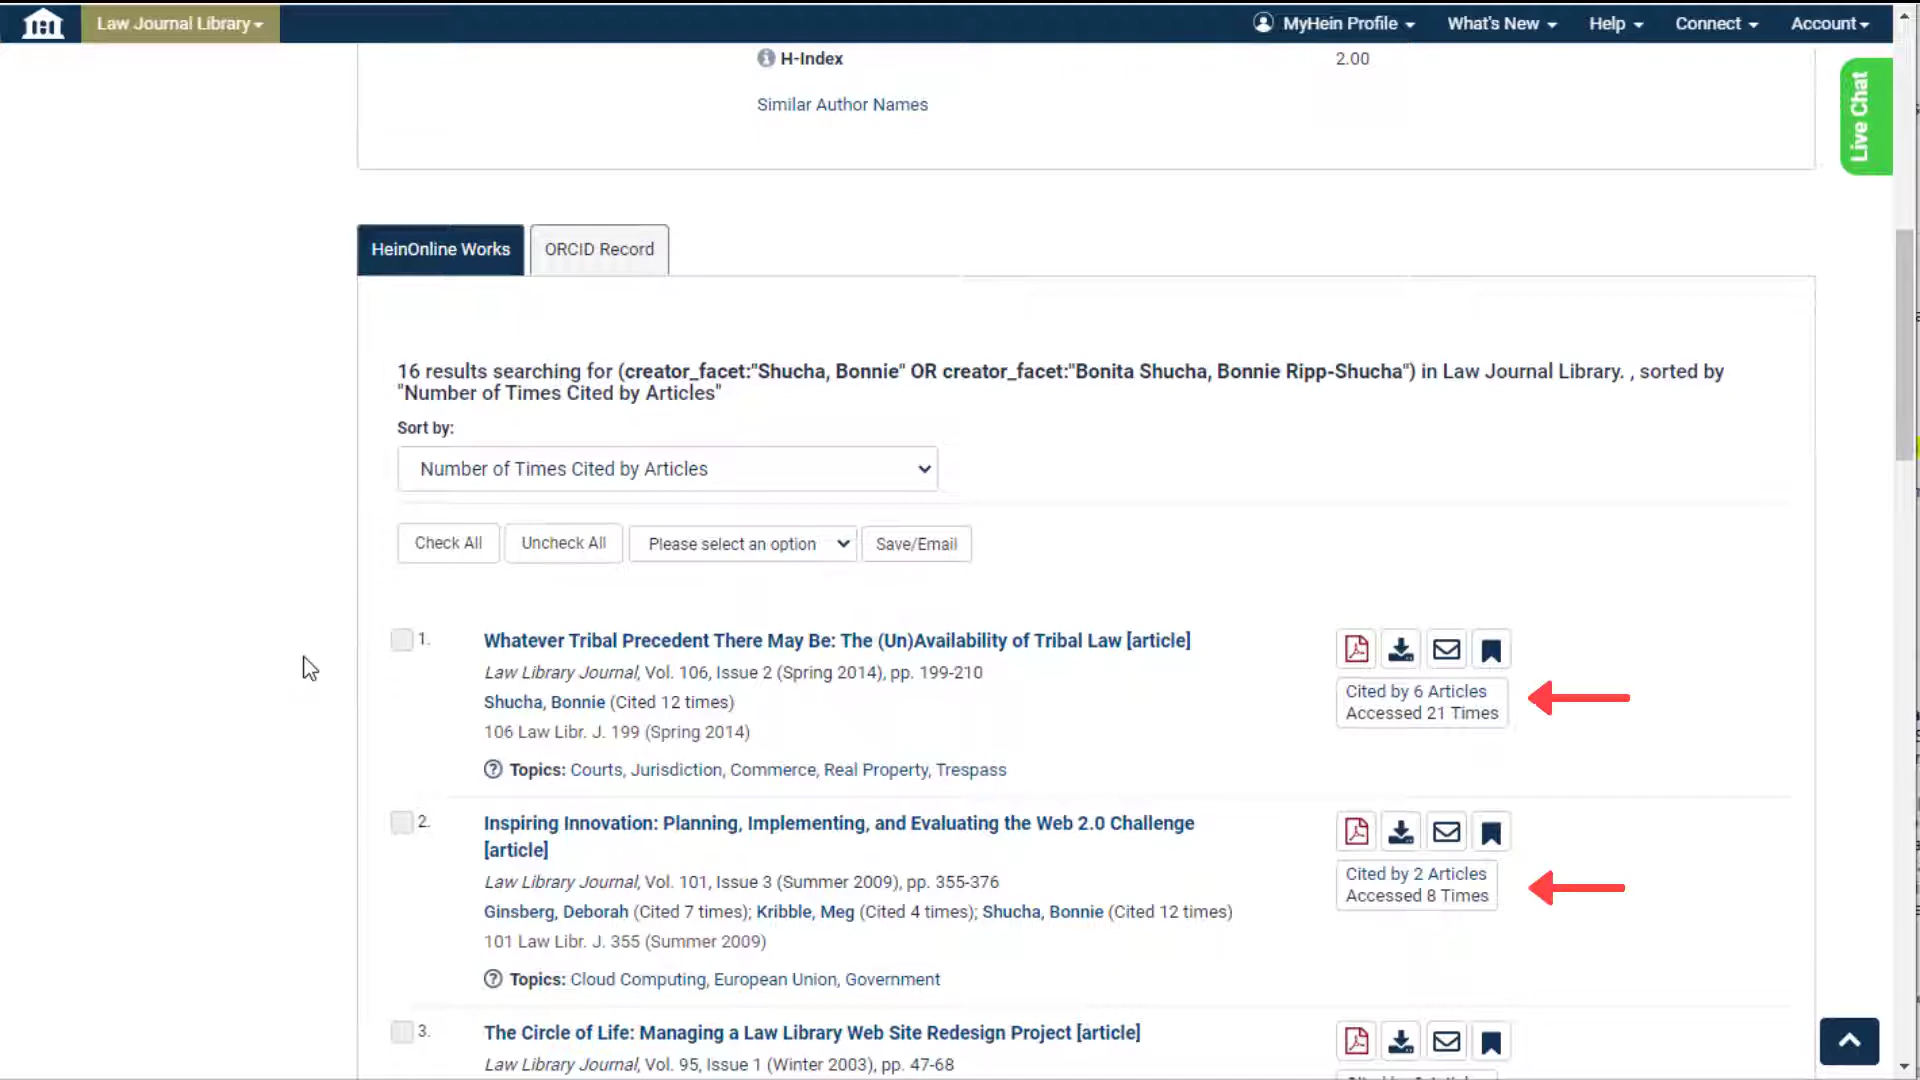 Law Journal Library
MyHein Profile
What's New
Help
Connect
Account
H-Index
2.00
Similar Author Names
Live Chat
HeinOnline Works
ORCID Record
16 results searching for (creator_facet:"Shucha, Bonnie" OR creator_facet:"Bonita Shucha, Bonnie Ripp-Shucha") in Law Journal Library. , sorted by
"Number of Times Cited by Articles"
Sort by:
Number of Times Cited by Articles
Check All
Uncheck All
Please select an option
Save/Email
1.
Whatever Tribal Precedent There May Be: The (Un)Availability of Tribal Law [article]
Law Library Journal, Vol. 106, Issue 2 (Spring 2014), pp. 199-210
Shucha, Bonnie (Cited 12 times)
106 Law Libr. J. 199 (Spring 2014)
Topics: Courts, Jurisdiction, Commerce, Real Property, Trespass
Cited by 6 Articles
Accessed 21 Times
2.
Inspiring Innovation: Planning, Implementing, and Evaluating the Web 2.0 Challenge
[article]
Law Library Journal, Vol. 101, Issue 3 (Summer 2009), pp. 355-376
Ginsberg, Deborah (Cited 7 times); Kribble, Meg (Cited 4 times); Shucha, Bonnie (Cited 12 times)
101 Law Libr. J. 355 (Summer 2009)
Topics: Cloud Computing, European Union, Government
Cited by 2 Articles
Accessed 8 Times
3.
The Circle of Life: Managing a Law Library Web Site Redesign Project [article]
Law Library Journal, Vol. 95, Issue 1 (Winter 2003), pp. 47-68